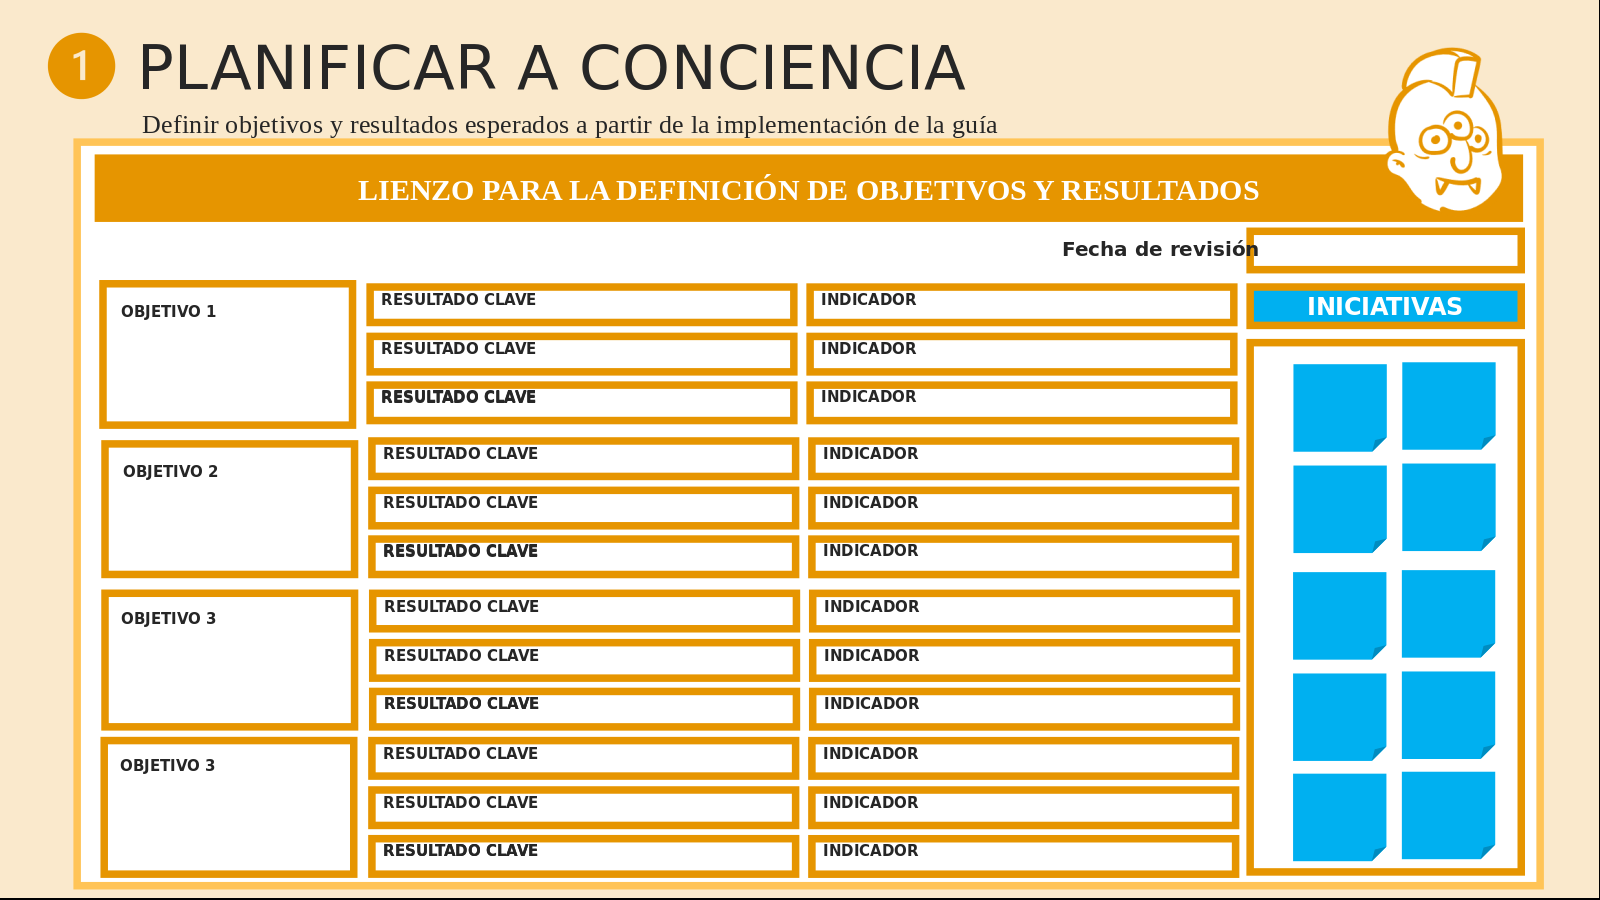 1
PLANIFICAR A CONCIENCIA
Definir objetivos y resultados esperados a partir de la implementación de la guía
LIENZO PARA LA DEFINICIÓN DE OBJETIVOS Y RESULTADOS
Fecha de revisión
INICIATIVAS
OBJETIVO 1
RESULTADO CLAVE
INDICADOR
RESULTADO CLAVE
INDICADOR
RESULTADO CLAVE
INDICADOR
OBJETIVO 2
RESULTADO CLAVE
INDICADOR
RESULTADO CLAVE
INDICADOR
RESULTADO CLAVE
INDICADOR
OBJETIVO 3
RESULTADO CLAVE
INDICADOR
RESULTADO CLAVE
INDICADOR
RESULTADO CLAVE
INDICADOR
OBJETIVO 3
RESULTADO CLAVE
INDICADOR
RESULTADO CLAVE
INDICADOR
RESULTADO CLAVE
INDICADOR